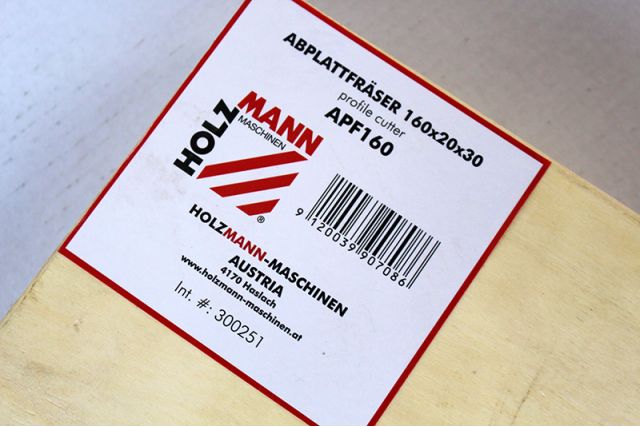 ABPLATTFRÄSER 160x20x30
profile cutter
APF160
HOLZ
MANN
MASCHINEN
®
9 120039 907086
HOLZMANN-MASCHINEN
AUSTRIA
4170 Haslach
www.holzmann-maschinen.at
Int. #: 300251